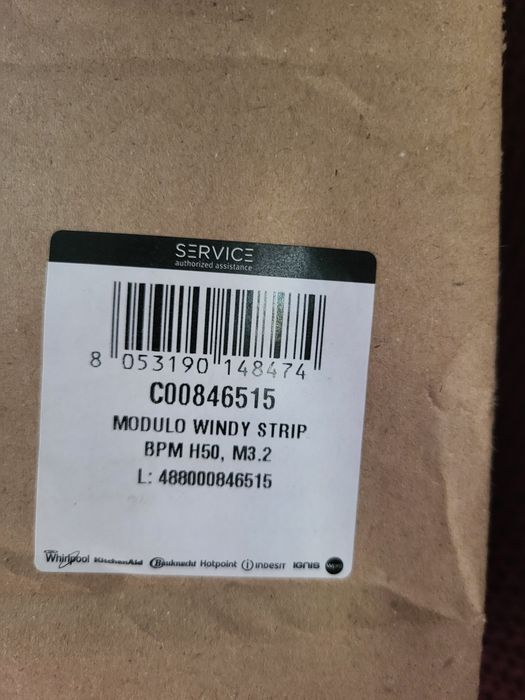 SERVICE
authorized assistance
8 053190 148474
C00846515
MODULO WINDY STRIP
BPM H50, M3.2
L: 488000846515
Whirlpool KitchenAid Bauknecht Hotpoint indesit IGNIS wpro